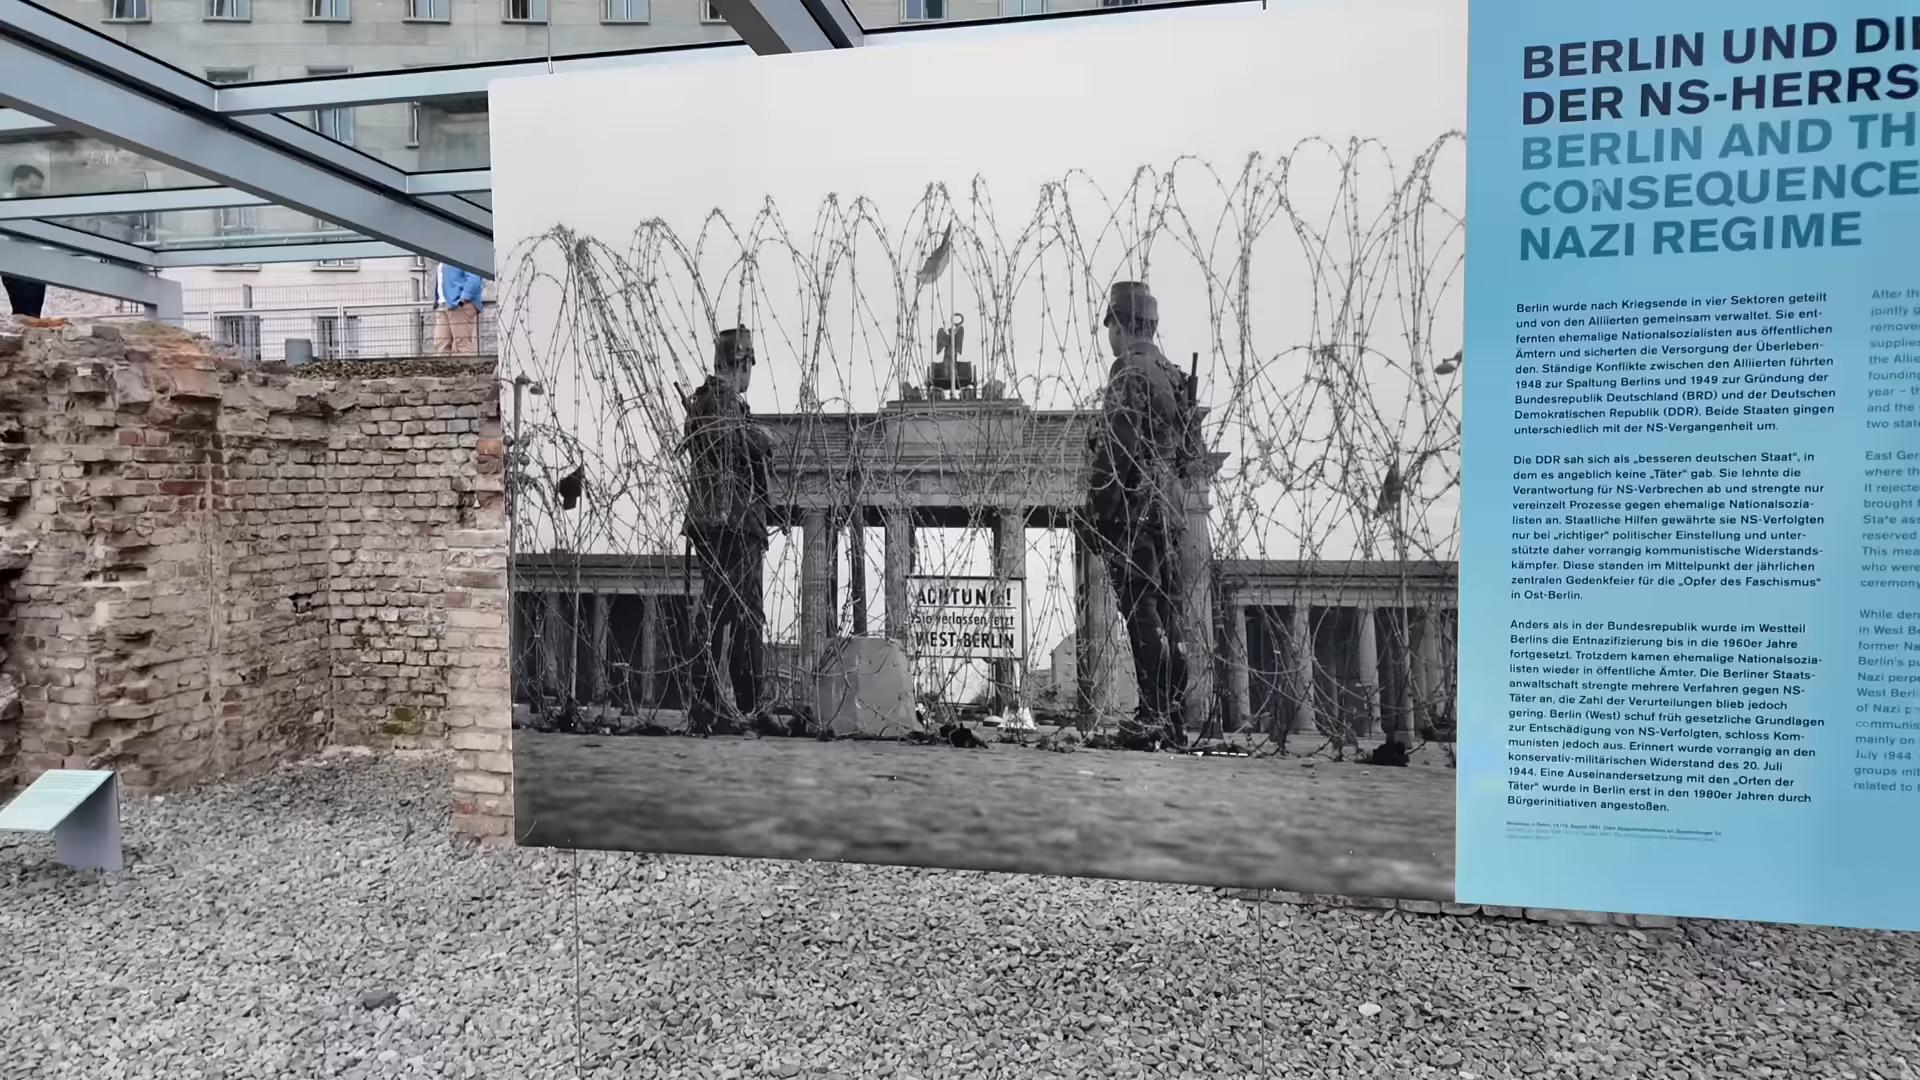 ACHTUNG!
Sie verlassen jetzt
WEST-BERLIN
BERLIN UND DI
DER NS-HERRS
BERLIN AND TH
CONSEQUENCE
NAZI REGIME
Berlin wurde nach Kriegsende in vier Sektoren geteilt
und von den Alliierten gemeinsam verwaltet. Sie ent-
fernten ehemalige Nationalsozialisten aus öffentlichen
Ämtern und sicherten die Versorgung der Überleben-
den. Ständige Konflikte zwischen den Alliierten führten
1948 zur Spaltung Berlins und 1949 zur Gründung der
Bundesrepublik Deutschland (BRD) und der Deutschen
Demokratischen Republik (DDR). Beide Staaten gingen
unterschiedlich mit der NS-Vergangenheit um.
Die DDR sah sich als „besseren deutschen Staat“, in
dem es angeblich keine „Täter“ gab. Sie lehnte die
Verantwortung für NS-Verbrechen ab und strengte nur
vereinzelt Prozesse gegen ehemalige Nationalsozia-
listen an. Staatliche Hilfen gewährte sie NS-Verfolgten
nur bei „richtiger“ politischer Einstellung und unter-
stützte daher vorrangig kommunistische Widerstands-
kämpfer. Diese standen im Mittelpunkt der jährlichen
zentralen Gedenkfeier für die „Opfer des Faschismus“
in Ost-Berlin.
Anders als in der Bundesrepublik wurde im Westteil
Berlins die Entnazifizierung bis in die 1960er Jahre
fortgesetzt. Trotzdem kamen ehemalige Nationalsozia-
listen wieder in öffentliche Ämter. Die Berliner Staats-
anwaltschaft strengte mehrere Verfahren gegen NS-
Täter an, die Zahl der Verurteilungen blieb jedoch
gering. Berlin (West) schuf früh gesetzliche Grundlagen
zur Entschädigung von NS-Verfolgten, schloss Kom-
munisten jedoch aus. Erinnert wurde vorrangig an den
konservativ-militärischen Widerstand des 20. Juli
1944. Eine Auseinandersetzung mit den „Orten der
Täter“ wurde in Berlin erst in den 1980er Jahren durch
Bürgerinitiativen angestoßen.
After th
jointly g
remove
supplie
the Allie
founding
year – th
and the
two stat
East Ger
where th
It rejecte
brought f
State ass
reserved
This mea
who were
ceremony
While den
in West Be
former Na
Berlin's pu
Nazi perpe
West Berl
of Nazi p
communis
mainly on
July 1944.
groups init
related to